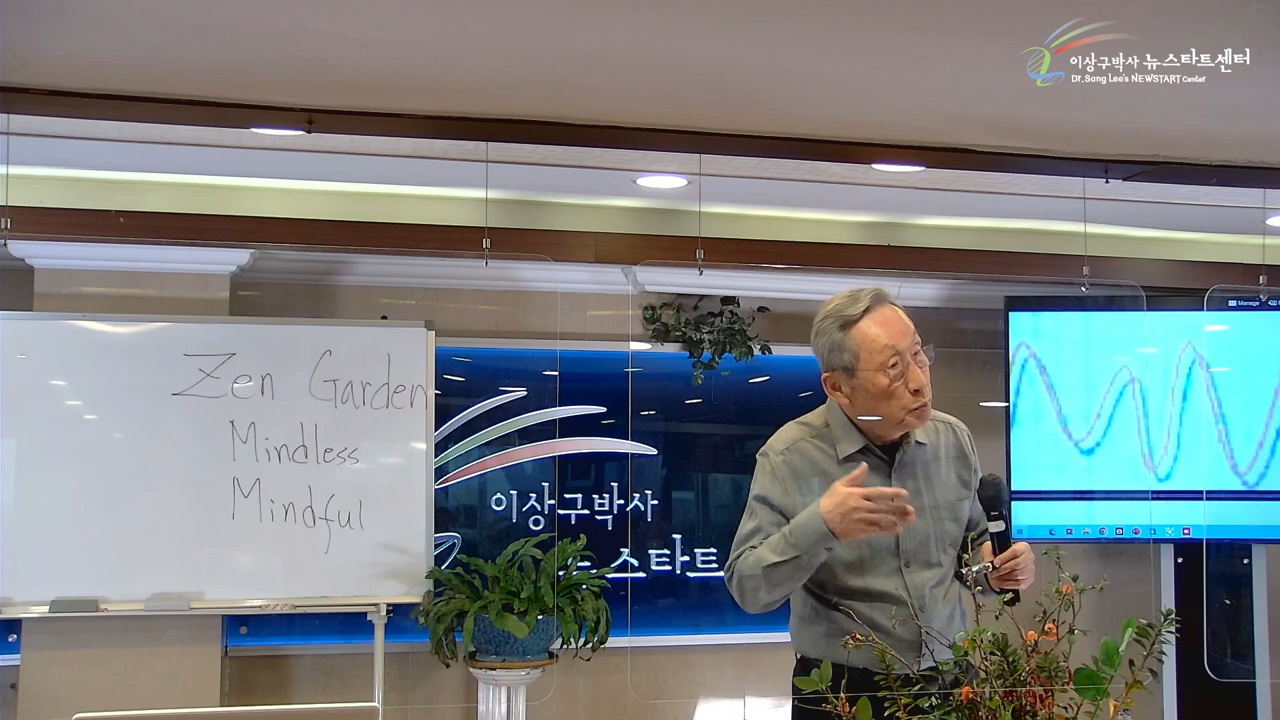 이상구박사 뉴스타트센터
Dr. Sang Lee's NEWSTART Center
Zen Garden
Mindless
Mindful
이상구박사
뉴스타트
Manage